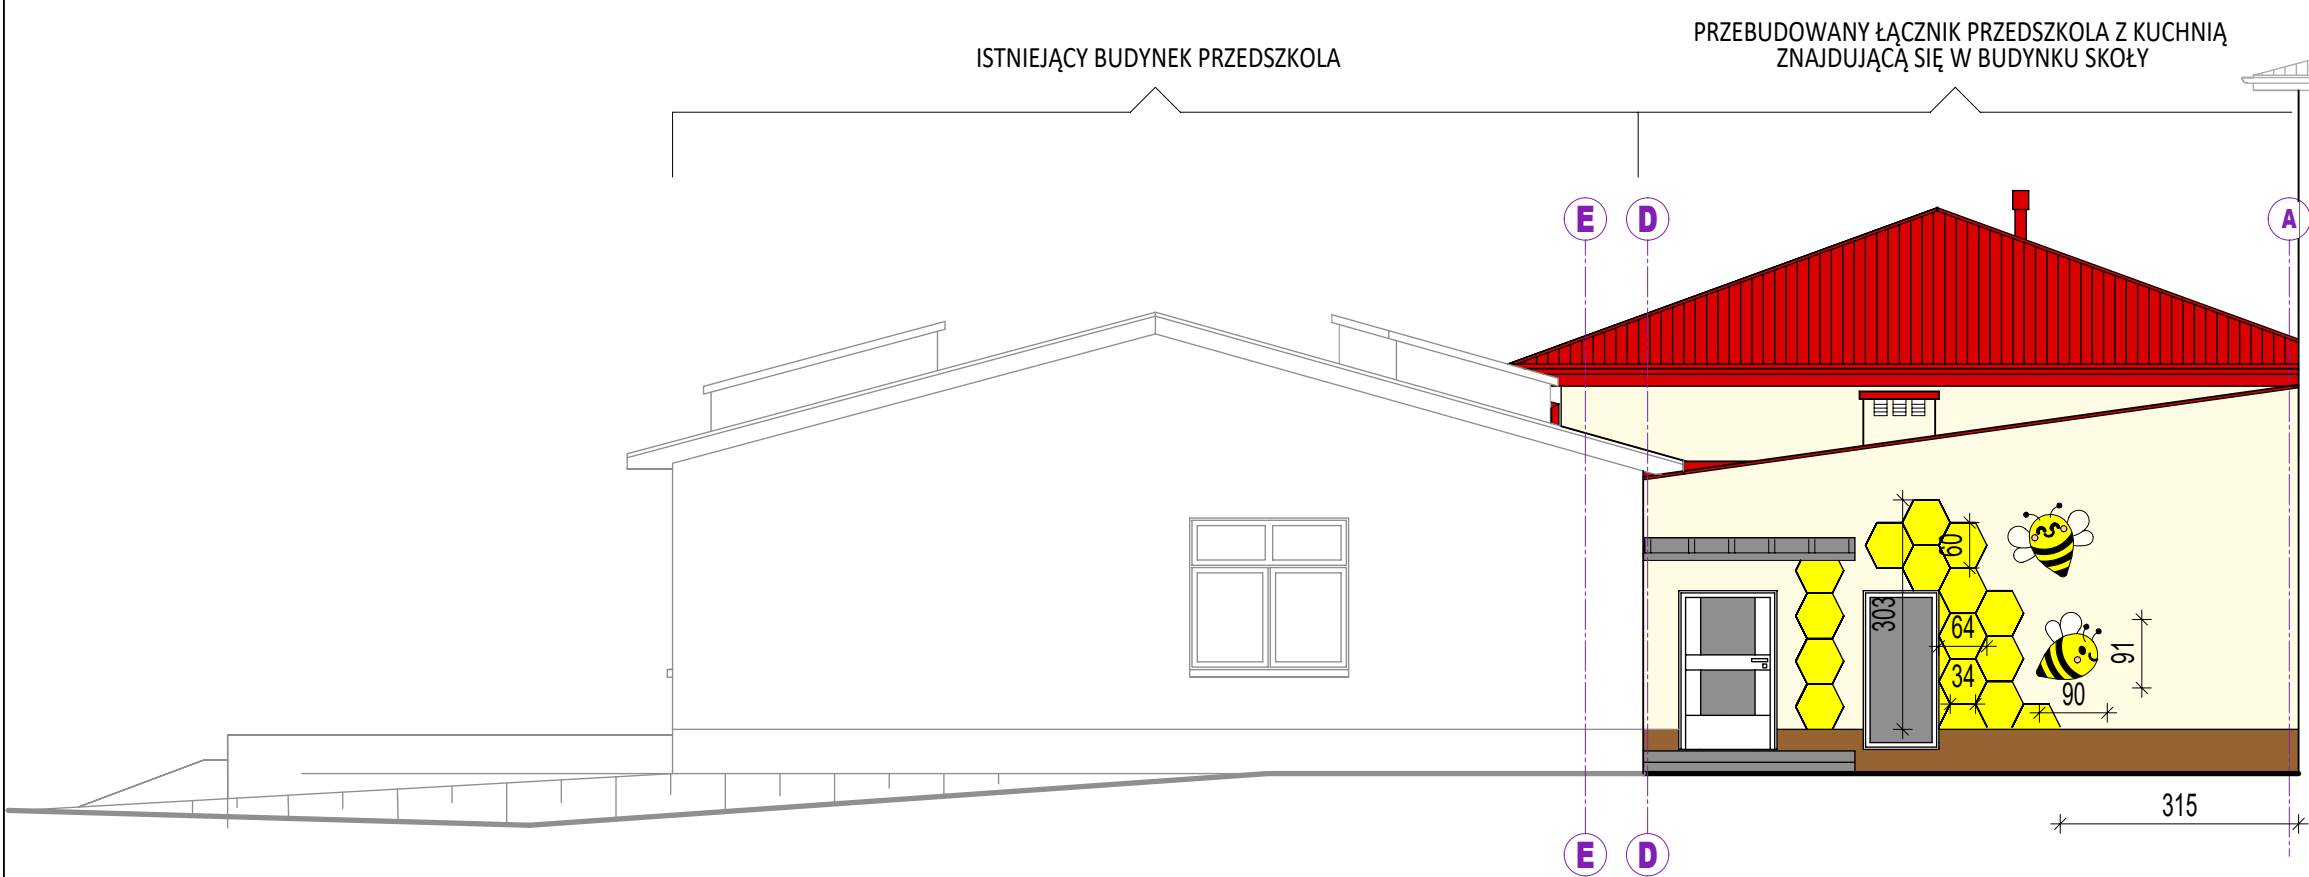 PRZEBUDOWANY ŁĄCZNIK PRZEDSZKOLA Z KUCHNIĄ
ZNAJDUJĄCĄ SIĘ W BUDYNKU SKOŁY
ISTNIEJĄCY BUDYNEK PRZEDSZKOLA
E D A
60
303
64
91
34
90
315
E D